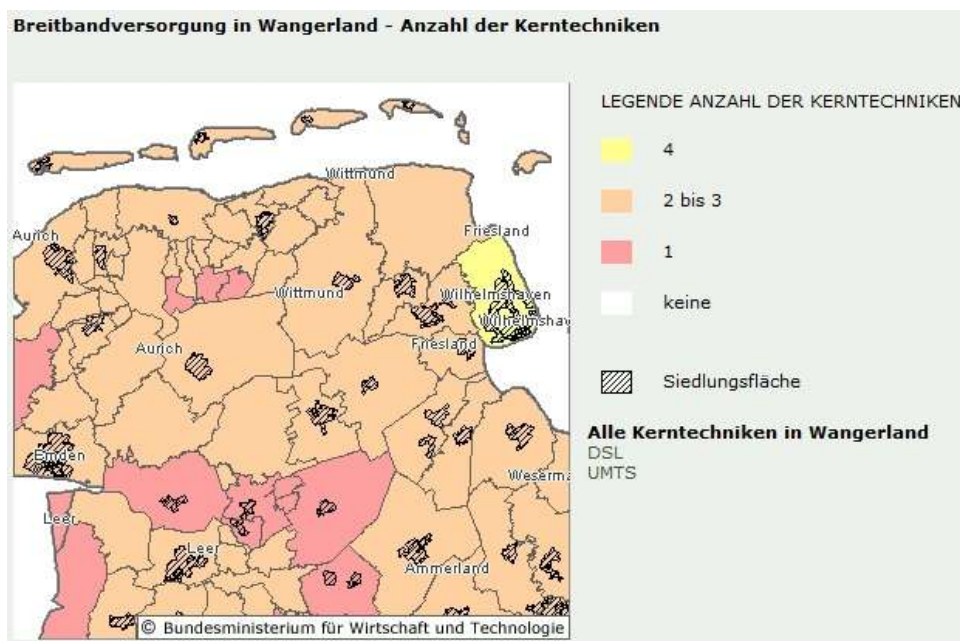 Breitbandversorgung in Wangerland - Anzahl der Kerntechniken
LEGENDE ANZAHL DER KERNTECHNIKEN
4
2 bis 3
1
keine
Siedlungsfläche
Alle Kerntechniken in Wangerland
DSL
UMTS
Wittmund
Aurich
Friesland
Wittmund
Wilhelmshaven
Wilhelmshav
Aurich
Friesland
Emden
Weserma
Leer
Leer
Ammerland
© Bundesministerium für Wirtschaft und Technologie